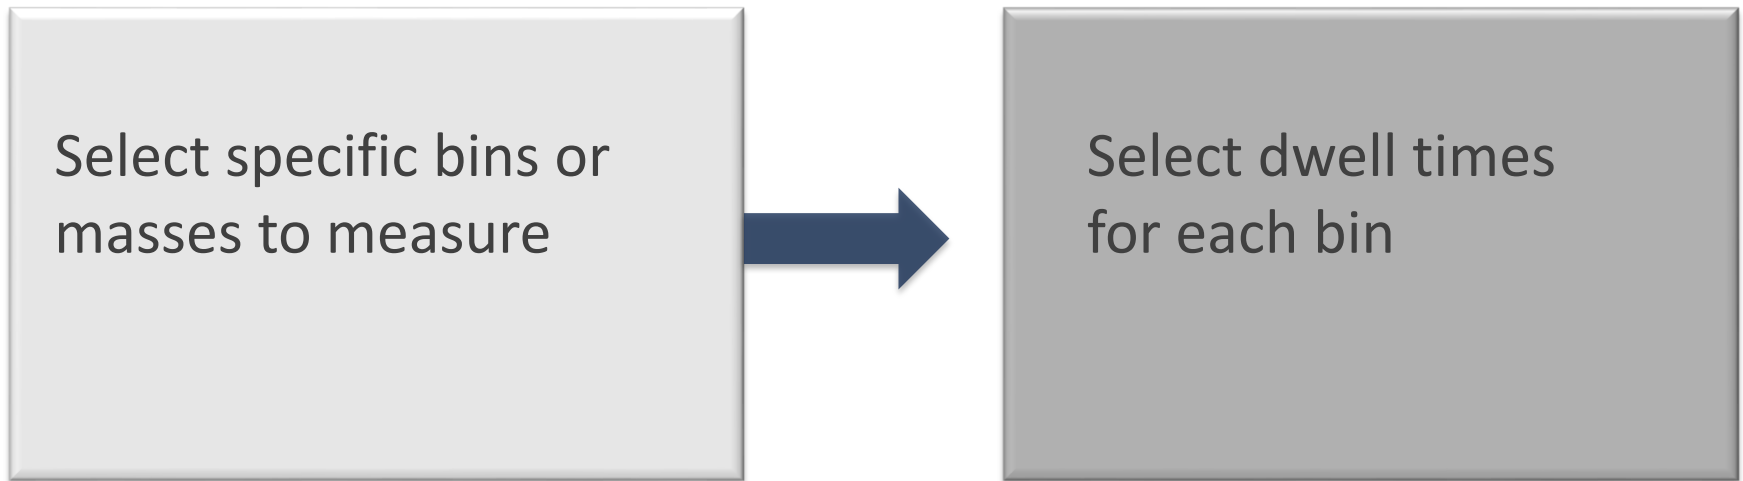 Select specific bins or
masses to measure
Select dwell times
for each bin